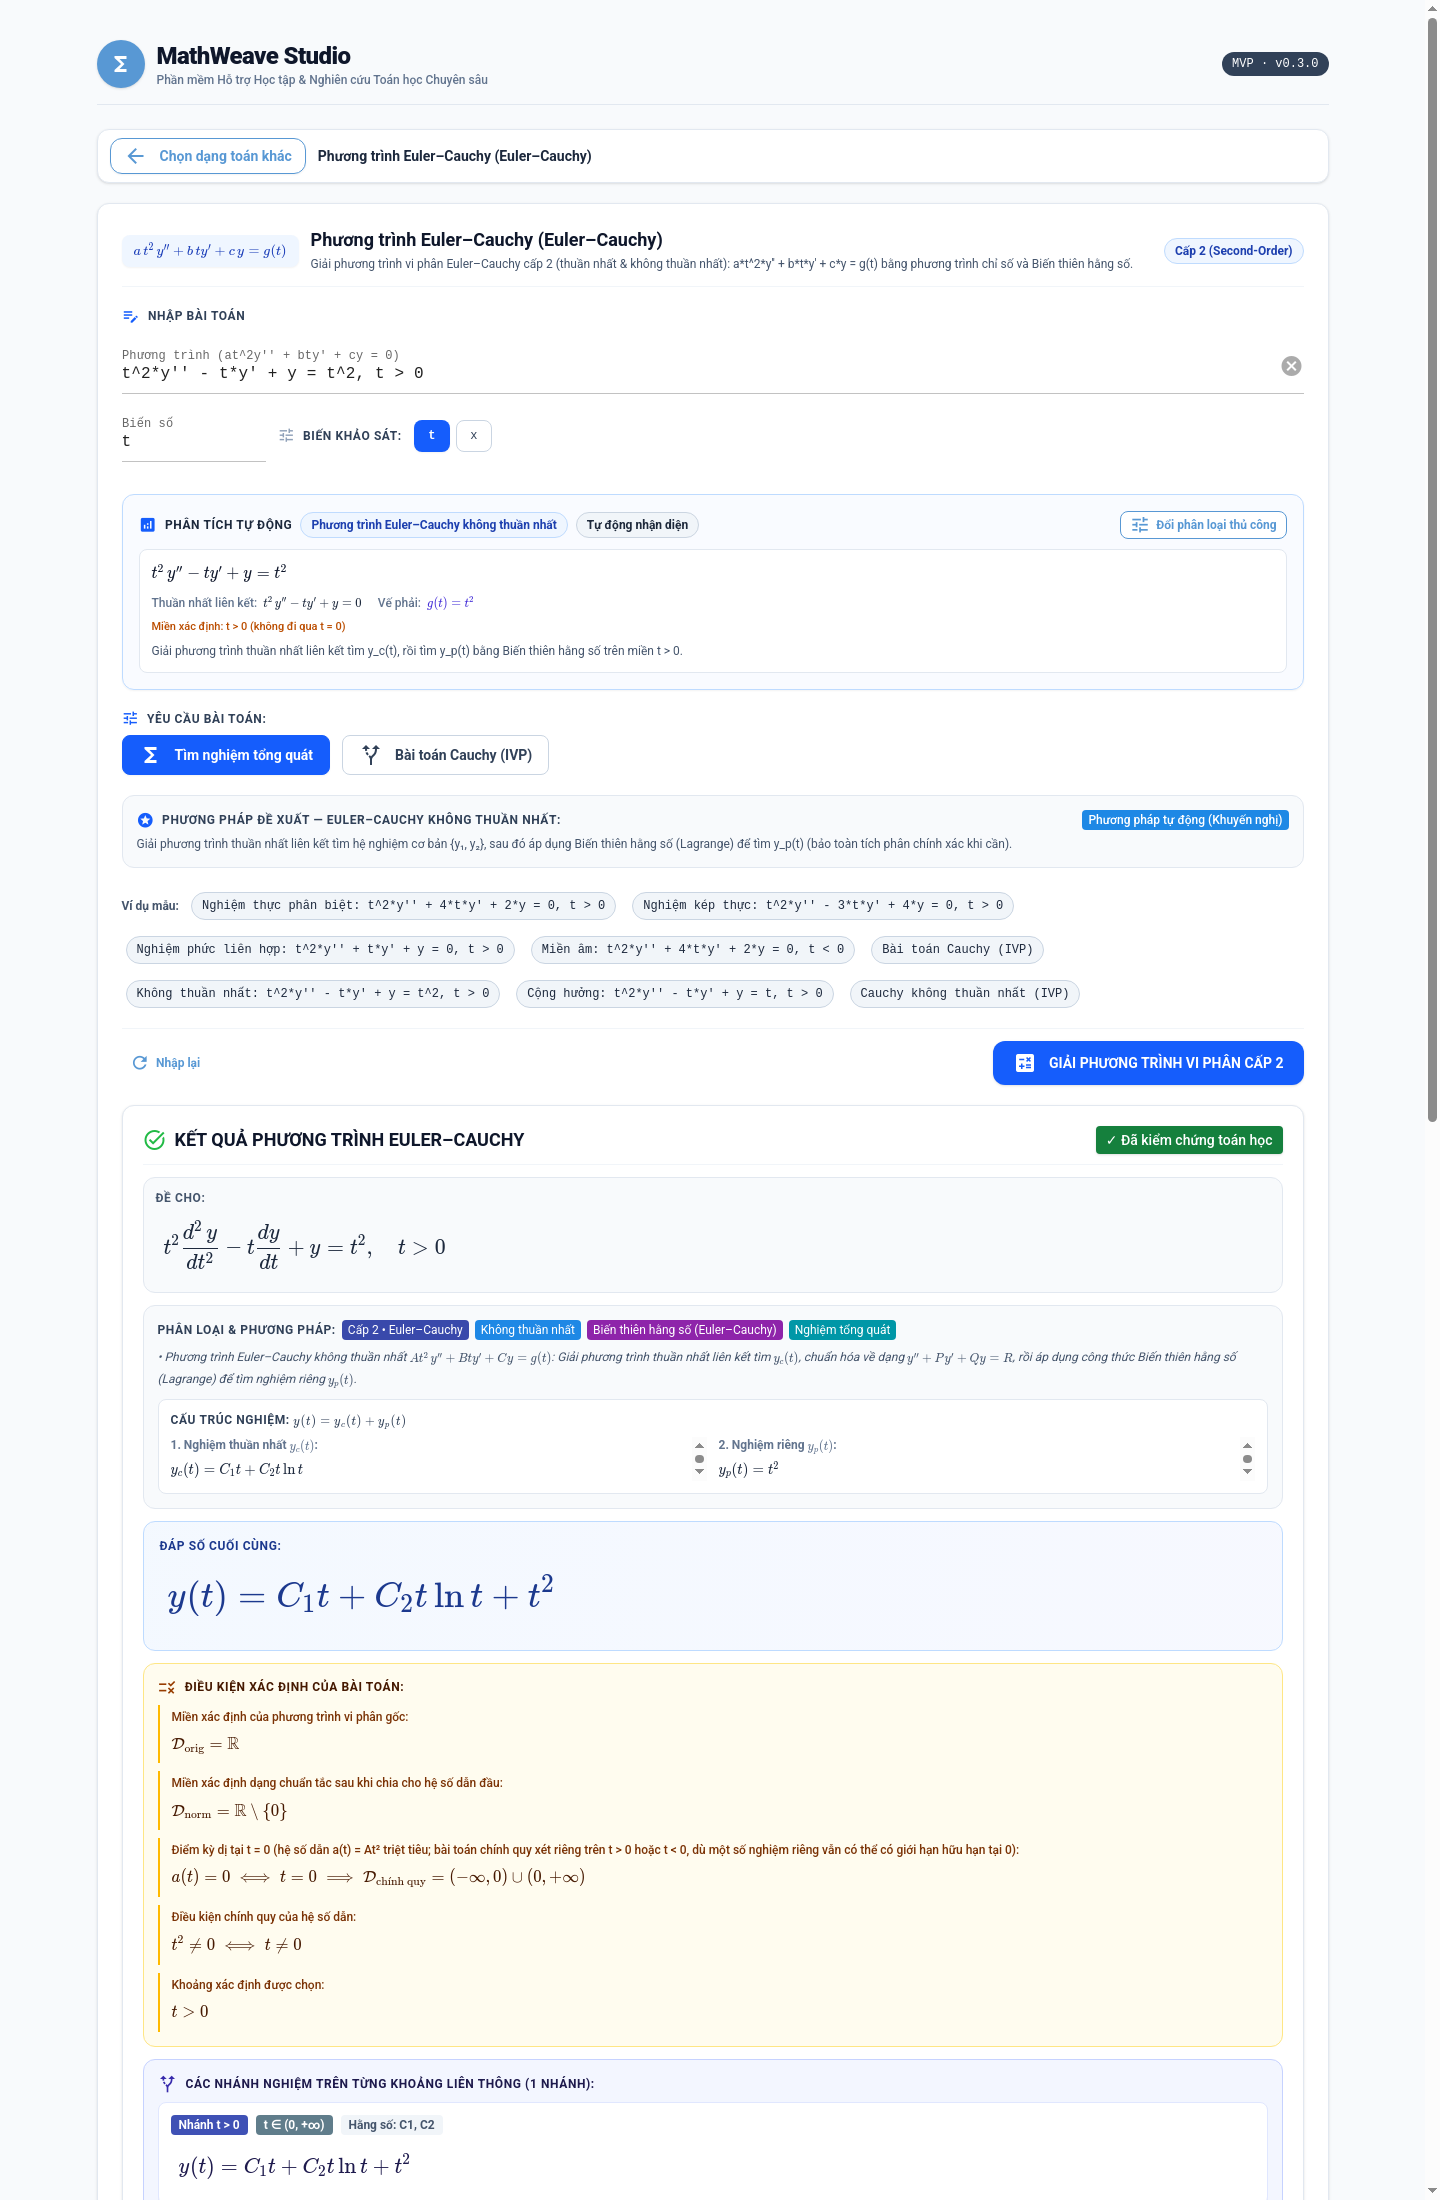 Σ
MathWeave Studio
Phần mềm Hỗ trợ Học tập & Nghiên cứu Toán học Chuyên sâu
MVP · v0.3.0
Chọn dạng toán khác
Phương trình Euler–Cauchy (Euler–Cauchy)
a t² y″ + b ty′ + c y = g(t)
Phương trình Euler–Cauchy (Euler–Cauchy)
Giải phương trình vi phân Euler–Cauchy cấp 2 (thuần nhất & không thuần nhất): a*t^2*y'' + b*t*y' + c*y = g(t) bằng phương trình chỉ số và Biến thiên hằng số.
Cấp 2 (Second-Order)
NHẬP BÀI TOÁN
Phương trình (at^2y'' + bty' + cy = 0)
t^2*y'' - t*y' + y = t^2, t > 0
Biến số
t
BIẾN KHẢO SÁT:
t
x
PHÂN TÍCH TỰ ĐỘNG
Phương trình Euler–Cauchy không thuần nhất
Tự động nhận diện
Đổi phân loại thủ công
t² y″ − ty′ + y = t²
Thuần nhất liên kết: t² y″ − ty′ + y = 0 Vế phải: g(t) = t²
Miền xác định: t > 0 (không đi qua t = 0)
Giải phương trình thuần nhất liên kết tìm y_c(t), rồi tìm y_p(t) bằng Biến thiên hằng số trên miền t > 0.
YÊU CẦU BÀI TOÁN:
Σ Tìm nghiệm tổng quát
Bài toán Cauchy (IVP)
PHƯƠNG PHÁP ĐỀ XUẤT — EULER–CAUCHY KHÔNG THUẦN NHẤT:
Phương pháp tự động (Khuyến nghị)
Giải phương trình thuần nhất liên kết tìm hệ nghiệm cơ bản {y₁, y₂}, sau đó áp dụng Biến thiên hằng số (Lagrange) để tìm y_p(t) (bảo toàn tích phân chính xác khi cần).
Ví dụ mẫu:
Nghiệm thực phân biệt: t^2*y'' + 4*t*y' + 2*y = 0, t > 0
Nghiệm kép thực: t^2*y'' - 3*t*y' + 4*y = 0, t > 0
Nghiệm phức liên hợp: t^2*y'' + t*y' + y = 0, t > 0
Miền âm: t^2*y'' + 4*t*y' + 2*y = 0, t < 0
Bài toán Cauchy (IVP)
Không thuần nhất: t^2*y'' - t*y' + y = t^2, t > 0
Cộng hưởng: t^2*y'' - t*y' + y = t, t > 0
Cauchy không thuần nhất (IVP)
Nhập lại
GIẢI PHƯƠNG TRÌNH VI PHÂN CẤP 2
KẾT QUẢ PHƯƠNG TRÌNH EULER–CAUCHY
✓ Đã kiểm chứng toán học
ĐỀ CHO:
t² d² y/dt² − t dy/dt + y = t², t > 0
PHÂN LOẠI & PHƯƠNG PHÁP:
Cấp 2 • Euler–Cauchy
Không thuần nhất
Biến thiên hằng số (Euler–Cauchy)
Nghiệm tổng quát
• Phương trình Euler–Cauchy không thuần nhất At² y″ + Bty′ + Cy = g(t): Giải phương trình thuần nhất liên kết tìm y_c(t), chuẩn hóa về dạng y″ + Py′ + Qy = R, rồi áp dụng công thức Biến thiên hằng số
(Lagrange) để tìm nghiệm riêng y_p(t).
CẤU TRÚC NGHIỆM: y(t) = y_c(t) + y_p(t)
1. Nghiệm thuần nhất y_c(t):
y_c(t) = C₁t + C₂t ln t
2. Nghiệm riêng y_p(t):
y_p(t) = t²
ĐÁP SỐ CUỐI CÙNG:
y(t) = C₁t + C₂t ln t + t²
ĐIỀU KIỆN XÁC ĐỊNH CỦA BÀI TOÁN:
Miền xác định của phương trình vi phân gốc:
𝒟_orig = ℝ
Miền xác định dạng chuẩn tắc sau khi chia cho hệ số dẫn đầu:
𝒟_norm = ℝ \ {0}
Điểm kỳ dị tại t = 0 (hệ số dẫn a(t) = At² triệt tiêu; bài toán chính quy xét riêng trên t > 0 hoặc t < 0, dù một số nghiệm riêng vẫn có thể có giới hạn hữu hạn tại 0):
a(t) = 0 ⟺ t = 0 ⟹ 𝒟_chính quy = (−∞, 0) ∪ (0, +∞)
Điều kiện chính quy của hệ số dẫn:
t² ≠ 0 ⟺ t ≠ 0
Khoảng xác định được chọn:
t > 0
CÁC NHÁNH NGHIỆM TRÊN TỪNG KHOẢNG LIÊN THÔNG (1 NHÁNH):
Nhánh t > 0
t ∈ (0, +∞)
Hằng số: C1, C2
y(t) = C₁t + C₂t ln t + t²